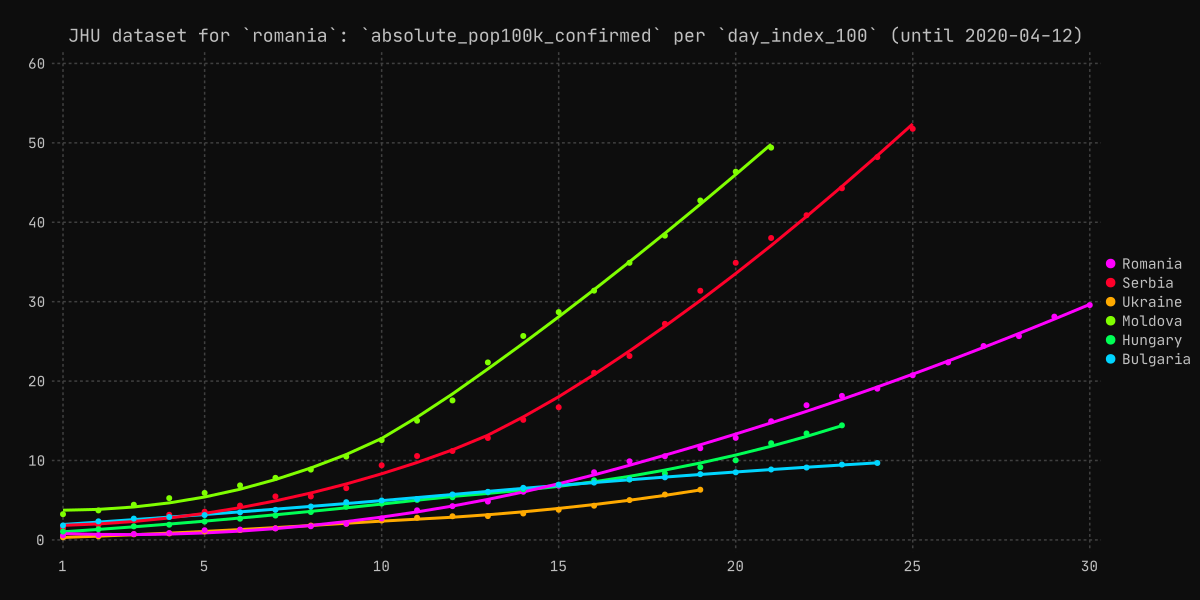 JHU dataset for `romania`: `absolute_pop100k_confirmed` per `day_index_100` (until 2020-04-12)
60
50
40
30
20
10
0
1 5 10 15 20 25 30
Romania
Serbia
Ukraine
Moldova
Hungary
Bulgaria